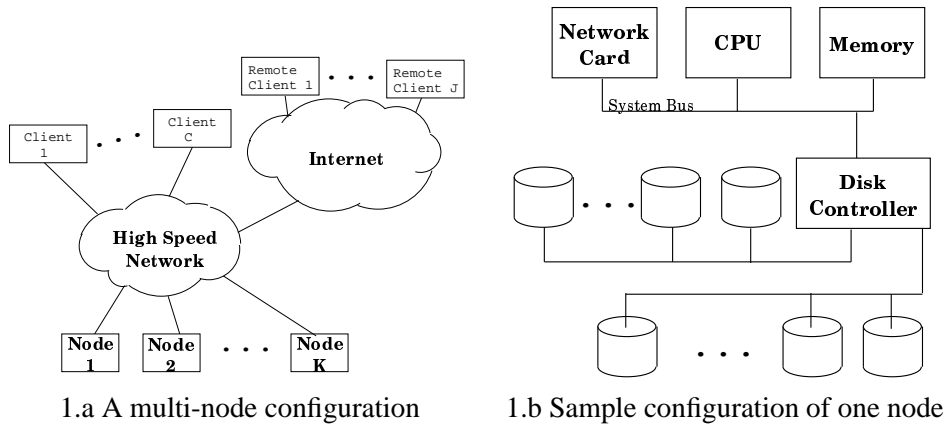 Remote
Client 1
Remote
Client J
Client
1
Client
C
Internet
High Speed
Network
Node
1
Node
2
Node
K
1.a A multi-node configuration
Network
Card
CPU
Memory
System Bus
Disk
Controller
1.b Sample configuration of one node